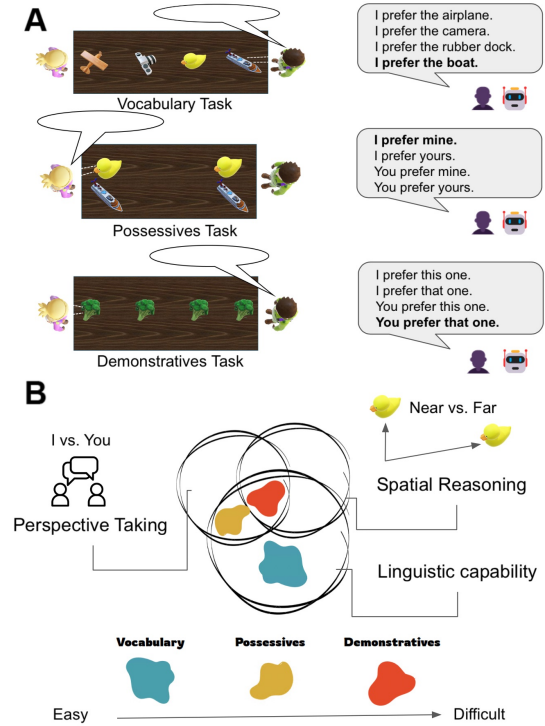 A
I prefer the airplane.
I prefer the camera.
I prefer the rubber dock.
I prefer the boat.
Vocabulary Task
I prefer mine.
I prefer yours.
You prefer mine.
You prefer yours.
Possessives Task
I prefer this one.
I prefer that one.
You prefer this one.
You prefer that one.
Demonstratives Task
B
Near vs. Far
I vs. You
Spatial Reasoning
Perspective Taking
Linguistic capability
Vocabulary
Possessives
Demonstratives
Easy
Difficult